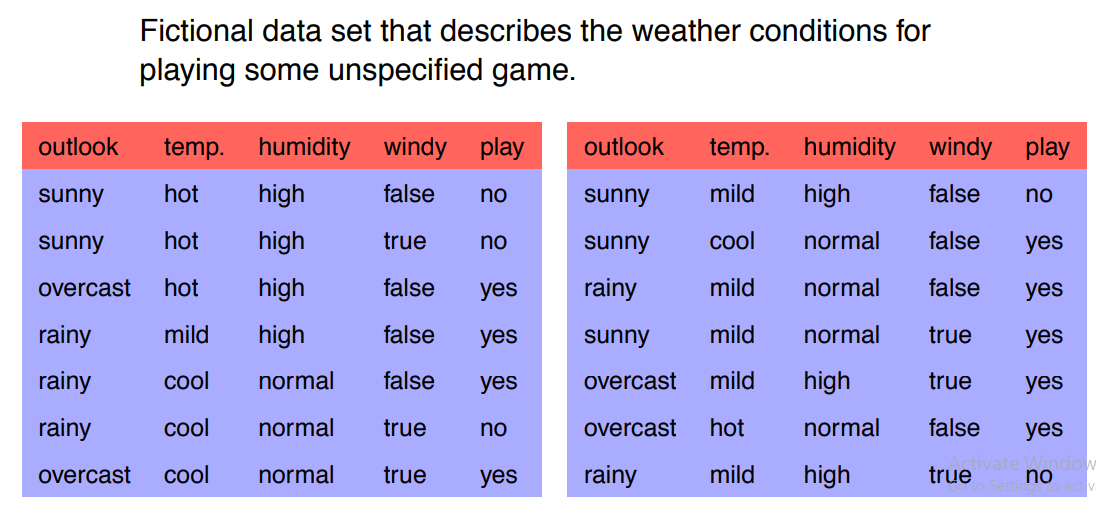 Fictional data set that describes the weather conditions for
playing some unspecified game.
outlook temp. humidity windy play
sunny hot high false no
sunny hot high true no
overcast hot high false yes
rainy mild high false yes
rainy cool normal false yes
rainy cool normal true no
overcast cool normal true yes
outlook temp. humidity windy play
sunny mild high false no
sunny cool normal false yes
rainy mild normal false yes
sunny mild normal true yes
overcast mild high true yes
overcast hot normal false yes
rainy mild high true no
Activate Window
to Settings to activ